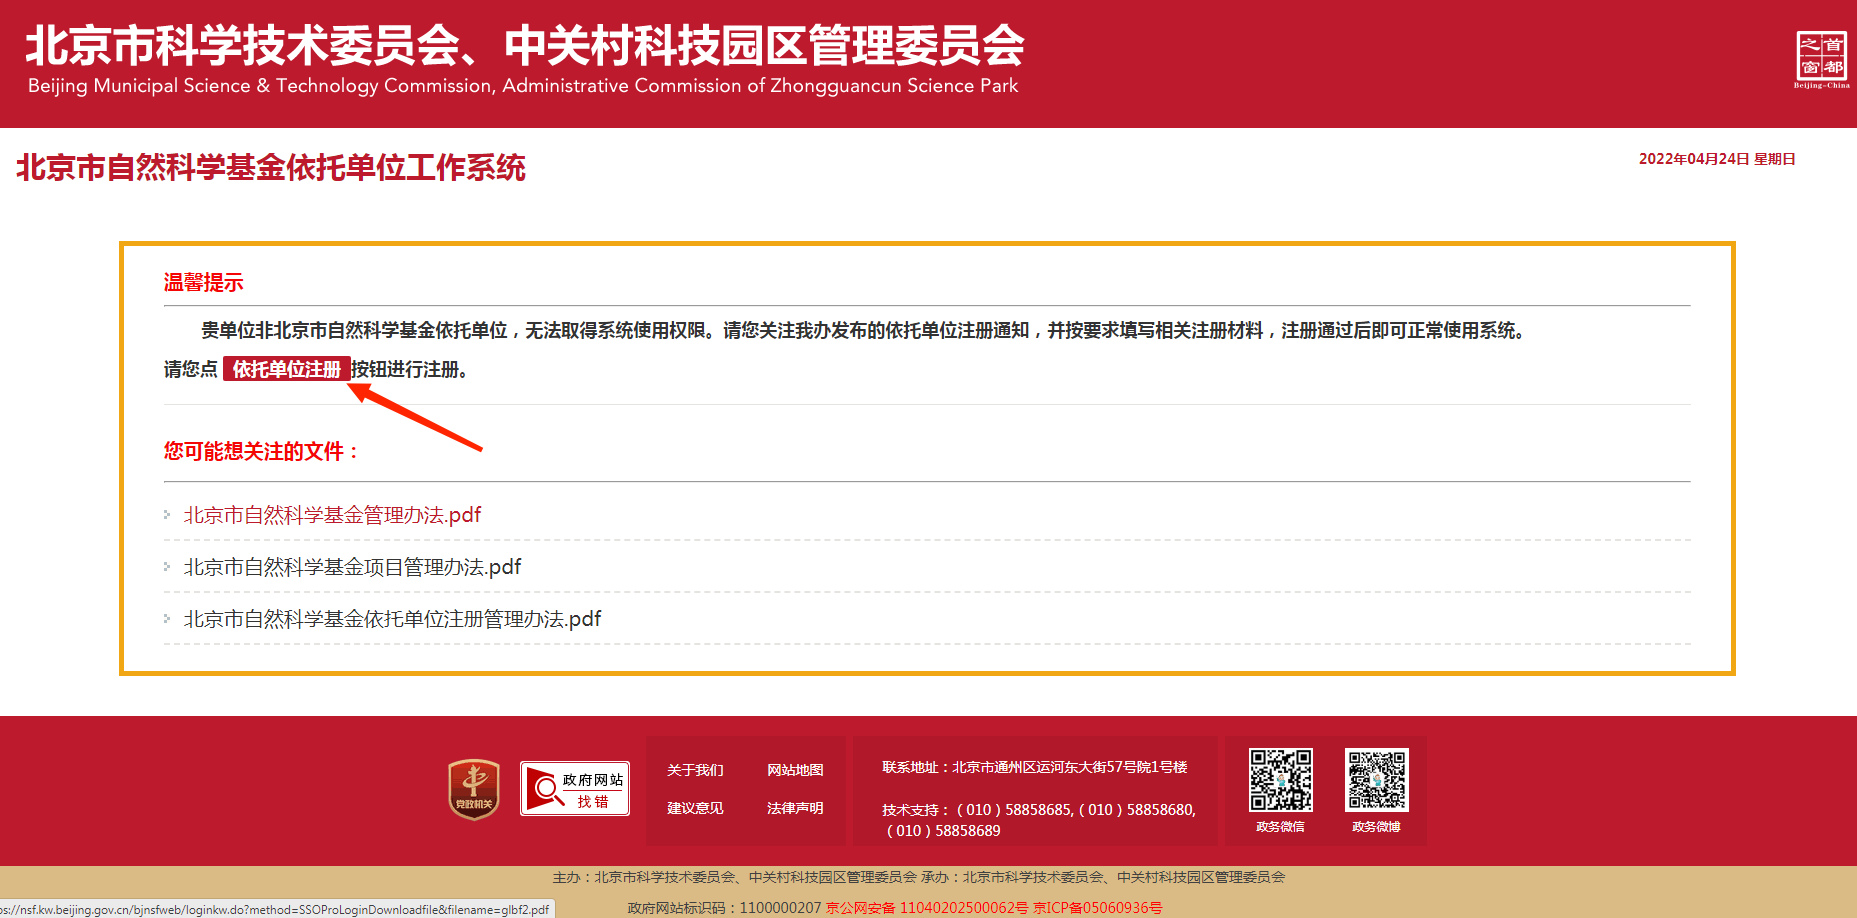 北京市科学技术委员会、中关村科技园区管理委员会
Beijing Municipal Science & Technology Commission, Administrative Commission of Zhongguancun Science Park
首都之窗
Beijing-China
北京市自然科学基金依托单位工作系统
2022年04月24日 星期日
温馨提示
贵单位非北京市自然科学基金依托单位，无法取得系统使用权限。请您关注我办发布的依托单位注册通知，并按要求填写相关注册材料，注册通过后即可正常使用系统。
请您点 依托单位注册 按钮进行注册。
您可能想关注的文件：
北京市自然科学基金管理办法.pdf
北京市自然科学基金项目管理办法.pdf
北京市自然科学基金依托单位注册管理办法.pdf
党政机关
政府网站
找错
关于我们 网站地图
建议意见 法律声明
联系地址：北京市通州区运河东大街57号院1号楼
技术支持：（010）58858685,（010）58858680,
（010）58858689
政务微信 政务微博
主办：北京市科学技术委员会、中关村科技园区管理委员会 承办：北京市科学技术委员会、中关村科技园区管理委员会
政府网站标识码：1100000207 京公网安备 11040202500062号 京ICP备05060936号
ps://nsf.kw.beijing.gov.cn/bjnsfweb/loginkw.do?method=SSOProLoginDownloadfile&filename=glbf2.pdf